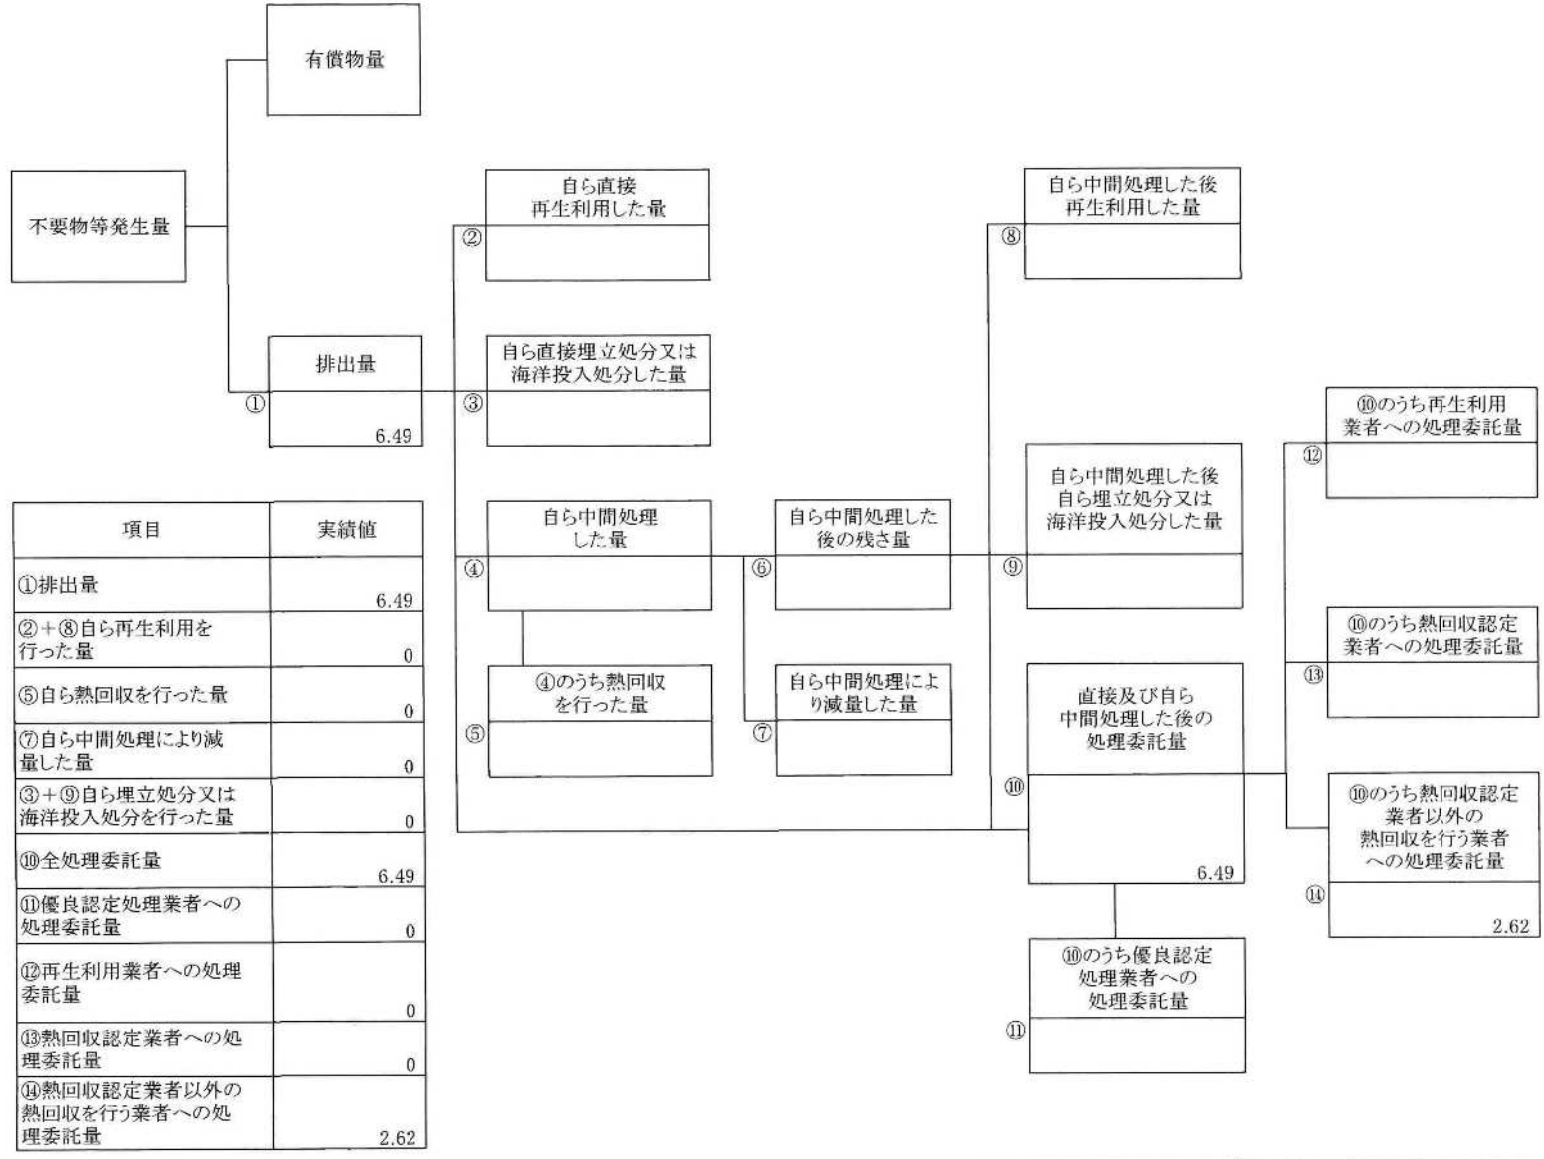 有償物量
不要物等発生量
排出量
①
6.49
自ら直接
再生利用した量
②
自ら直接埋立処分又は
海洋投入処分した量
③
自ら中間処理
した量
④
④のうち熱回収
を行った量
⑤
自ら中間処理した
後の残さ量
⑥
自ら中間処理によ
り減量した量
⑦
自ら中間処理した後
再生利用した量
⑧
自ら中間処理した後
自ら埋立処分又は
海洋投入処分した量
⑨
直接及び自ら
中間処理した後の
処理委託量
⑩
6.49
⑩のうち優良認定
処理業者への
処理委託量
⑪
⑩のうち再生利用
業者への処理委託量
⑫
⑩のうち熱回収認定
業者への処理委託量
⑬
⑩のうち熱回収認定
業者以外の
熱回収を行う業者
への処理委託量
⑭
2.62
項目 実績値
①排出量
6.49
②＋⑧自ら再生利用を
行った量
0
⑤自ら熱回収を行った量
0
⑦自ら中間処理により減
量した量
0
③＋⑨自ら埋立処分又は
海洋投入処分を行った量
0
⑩全処理委託量
6.49
⑪優良認定処理業者への
処理委託量
0
⑫再生利用業者への処理
委託量
0
⑬熱回収認定業者への処
理委託量
0
⑭熱回収認定業者以外の
熱回収を行う業者への処
理委託量
2.62